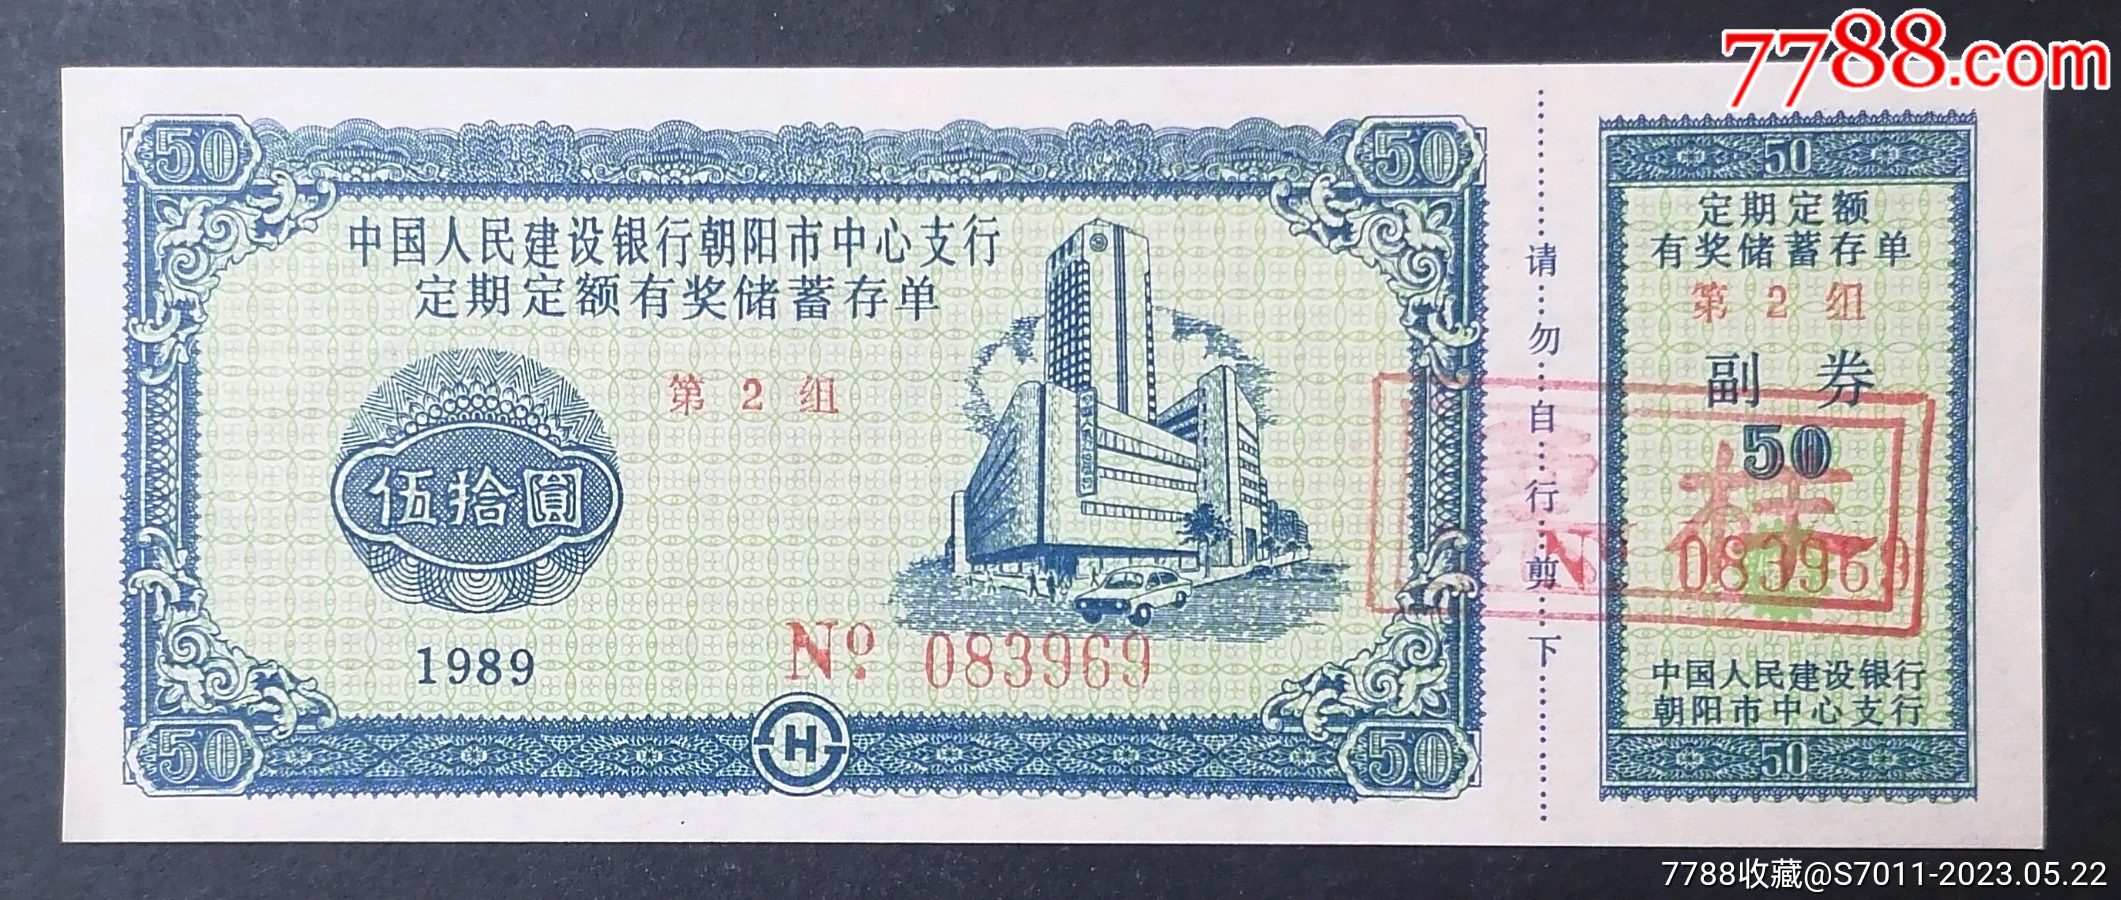 7788.com
50
50
中国人民建设银行朝阳市中心支行
定期定额有奖储蓄存单
第2组
伍拾圆
1989
No 083969
50
50
请勿自行剪下
50
定期定额
有奖储蓄存单
第2组
副券
50
No 083969
中国人民建设银行
朝阳市中心支行
50
7788收藏@S7011-2023.05.22